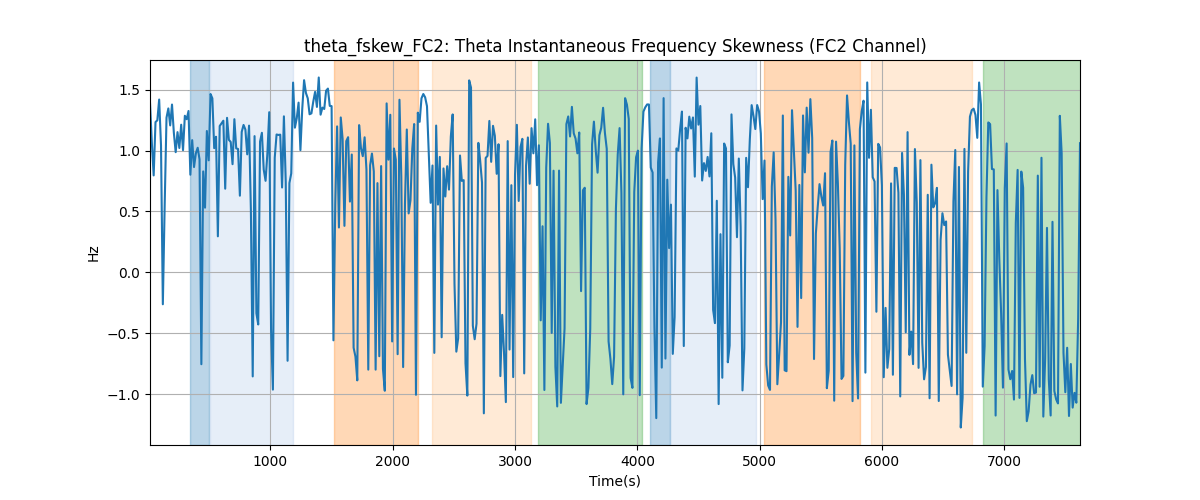 theta_fskew_FC2: Theta Instantaneous Frequency Skewness (FC2 Channel)
1.5
1.0
0.5
0.0
−0.5
−1.0
Hz
1000 2000 3000 4000 5000 6000 7000
Time(s)